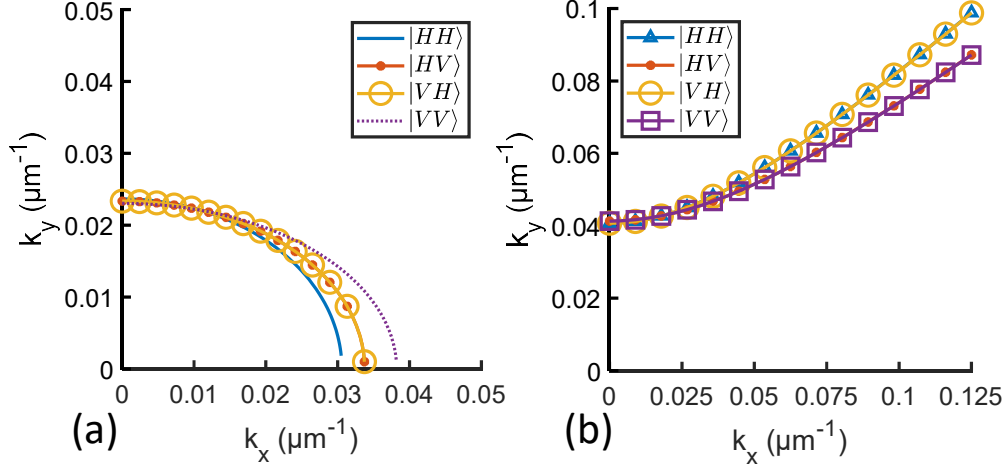 0.05
0.04
0.03
0.02
0.01
0
k_y (μm⁻¹)
|HH⟩
|HV⟩
|VH⟩
|VV⟩
0 0.01 0.02 0.03 0.04 0.05
(a) k_x (μm⁻¹)
0.1
0.08
0.06
0.04
0.02
0
k_y (μm⁻¹)
|HH⟩
|HV⟩
|VH⟩
|VV⟩
0 0.025 0.05 0.075 0.1 0.125
(b) k_x (μm⁻¹)